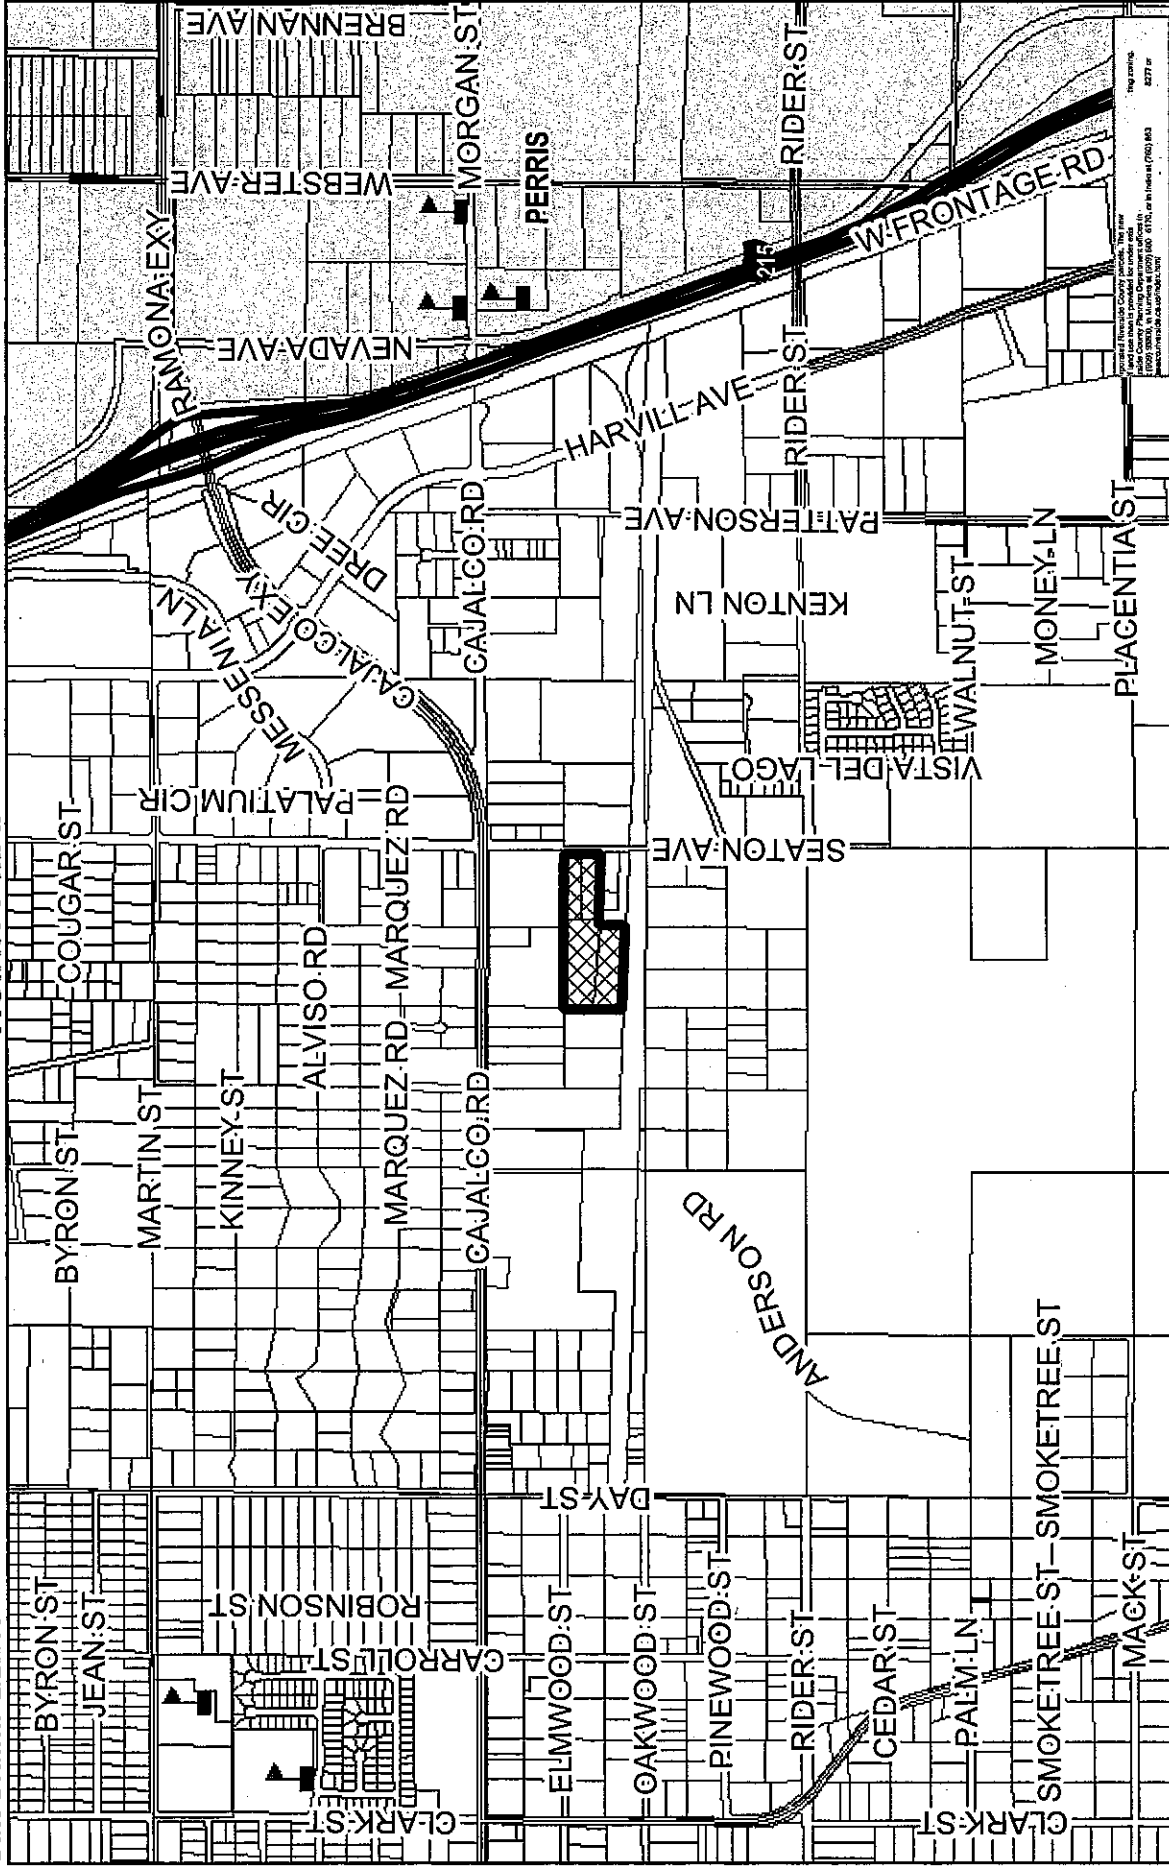 BRENNAN AVE
MORGAN ST
RIDER ST
WEBSTER AVE
PERRIS
RAMONA EXY
NEVADA AVE
215
W FRONTAGE RD
HARVILL AVE
RIDER ST
DREE CIR
CAJALCO RD
PATTERSON AVE
MESSENIA LN
CAJALCO EXY
KENTON LN
WALNUT ST
MONEY LN
PLACENTIA ST
PALATIUM CIR
VISTA DEL LAGO
COUGAR ST
MARQUEZ RD
SEATON AVE
ALVISO RD
MARQUEZ RD
BYRON ST
MARTIN ST
KINNEY ST
CAJALCO RD
ANDERSON RD
SMOKETREE ST
DAY ST
BYRON ST
JEAN ST
ROBINSON ST
CARROLL ST
ELMWOOD ST
OAKWOOD ST
PINEWOOD ST
RIDER ST
CEDAR ST
PALM LN
SMOKETREE ST
MACK ST
CLARK ST
CLARK ST